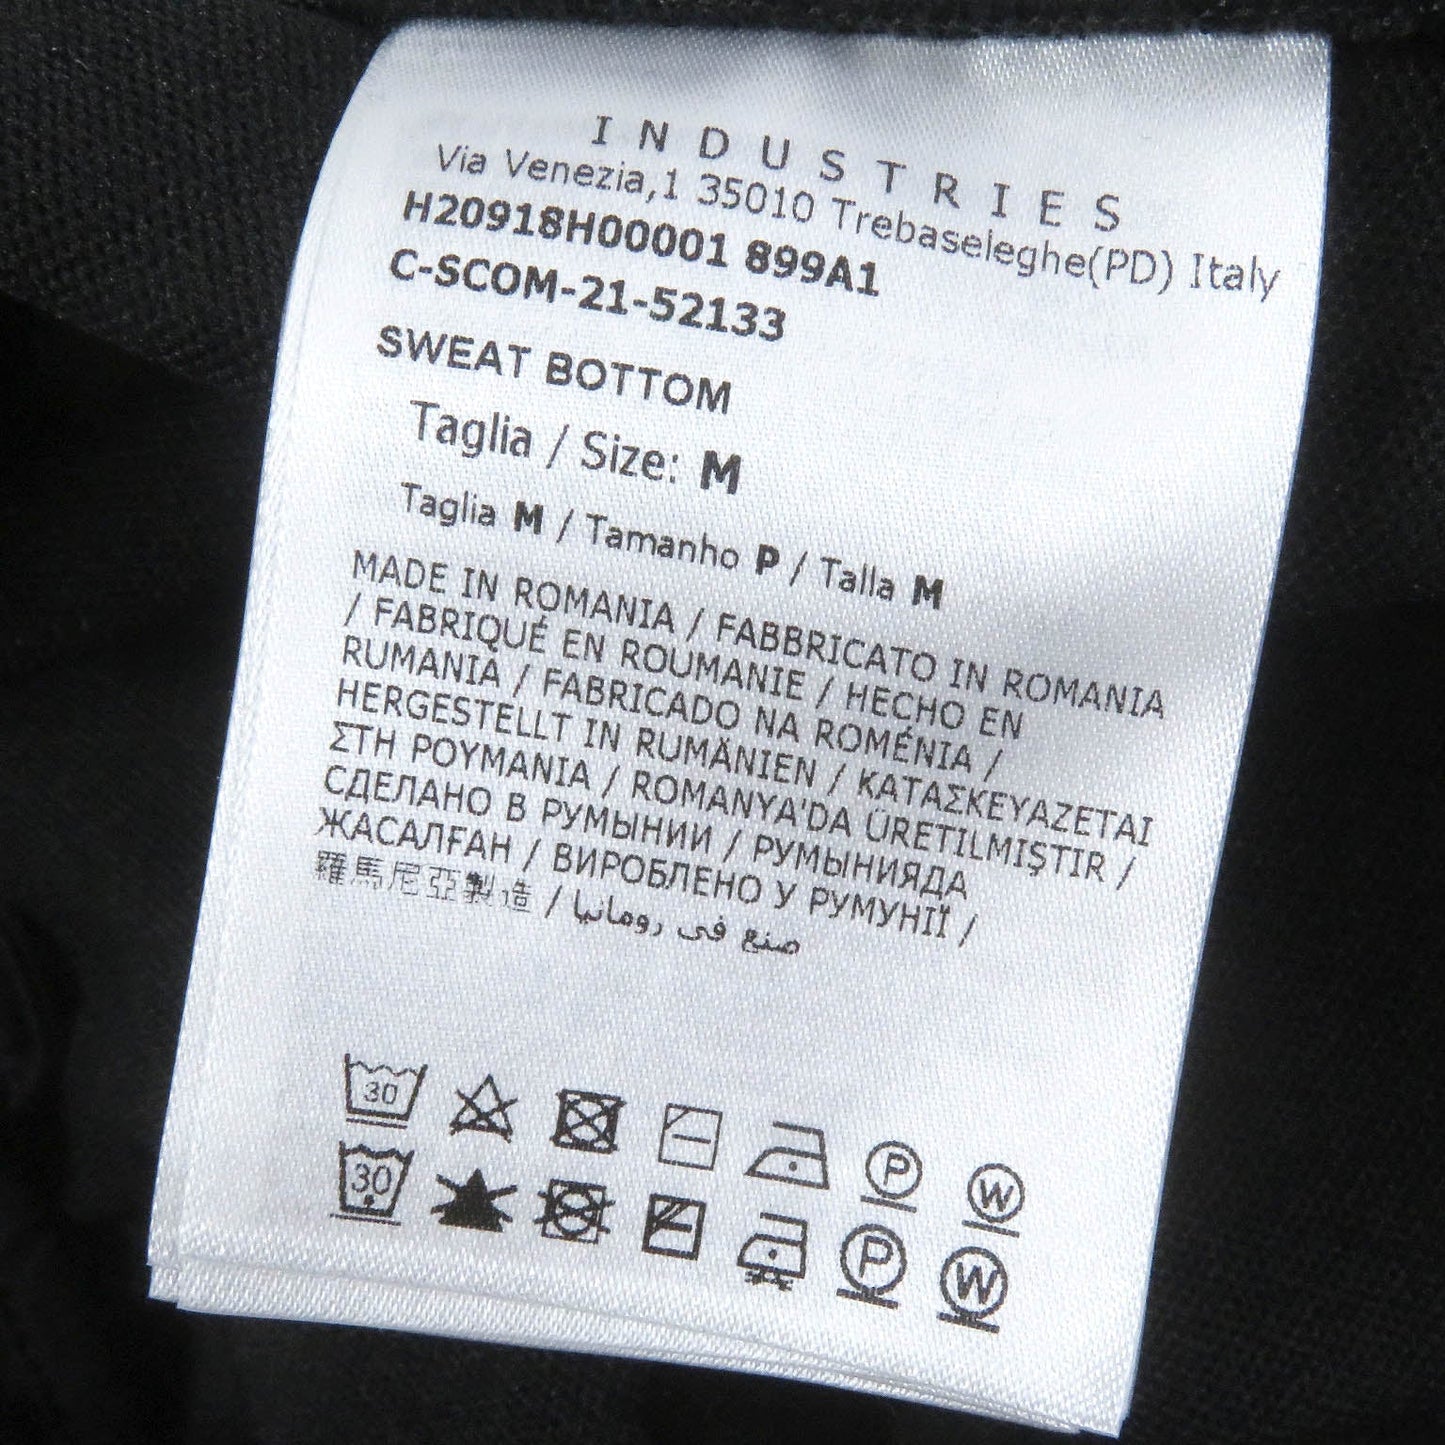 INDUSTRIES
Via Venezia,1 35010 Trebaseleghe(PD) Italy
H20918H00001 899A1
C-SCOM-21-52133
SWEAT BOTTOM
Taglia / Size: M
Taglia M / Tamanho P / Talla M
MADE IN ROMANIA / FABBRICATO IN ROMANIA
/ FABRIQUÉ EN ROUMANIE / HECHO EN
RUMANIA / FABRICADO NA ROMÉNIA /
HERGESTELLT IN RUMÄNIEN / ΚΑΤΑΣΚΕΥΑΖΕΤΑΙ
ΣΤΗ ΡΟΥΜΑΝΙΑ / ROMANYA'DA ÜRETILMIŞTIR /
СДЕЛАНО В РУМЫНИИ / РУМЫНИЯДА
ЖАСАЛҒАН / ВИРОБЛЕНО У РУМУНІЇ /
羅馬尼亞製造 / صنع في رومانيا
30 P W
30 P W